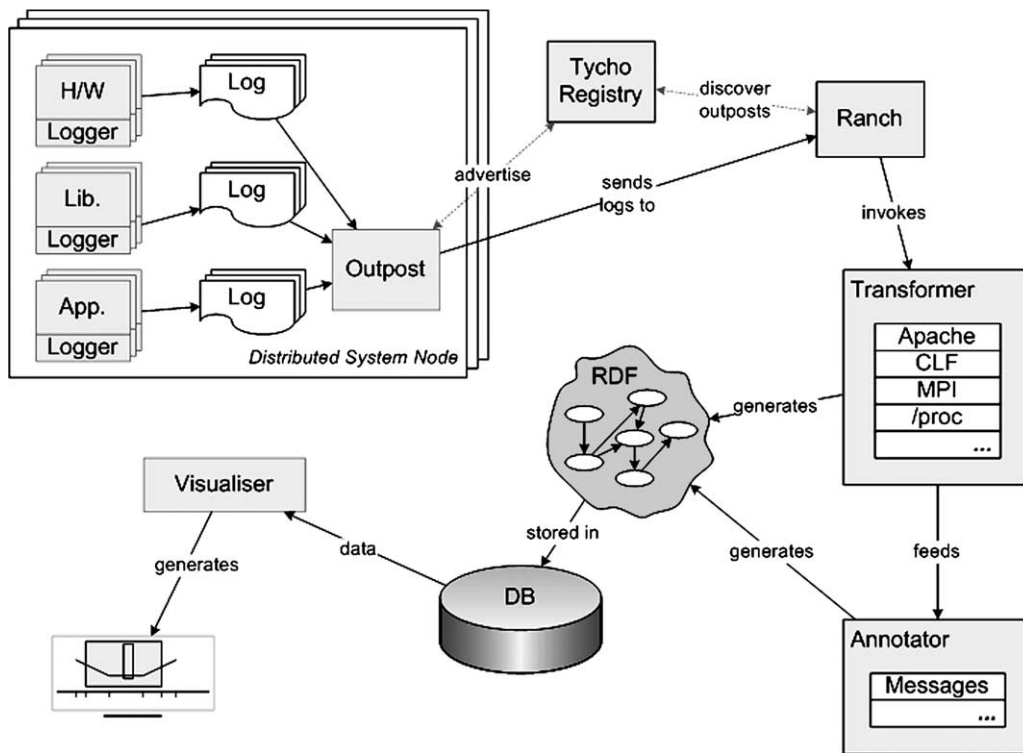 H/W
Logger
Log
Lib.
Logger
Log
App.
Logger
Log
Outpost
Distributed System Node
Tycho
Registry
advertise
discover
outposts
sends
logs to
Ranch
invokes
Transformer
Apache
CLF
MPI
/proc
...
generates
RDF
feeds
Annotator
Messages
...
generates
stored in
DB
data
Visualiser
generates